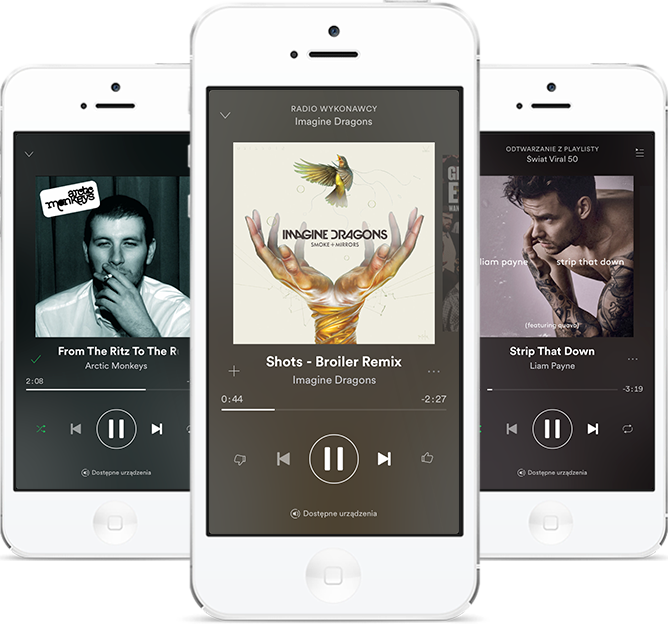 arctic
monkeys
From The Ritz To The R
Arctic Monkeys
2:08
Dostępne urządzenia
RADIO WYKONAWCY
Imagine Dragons
IMAGINE DRAGONS
SMOKE + MIRRORS
Shots - Broiler Remix
Imagine Dragons
0:44
-2:27
Dostępne urządzenia
ODTWARZANIE Z PLAYLISTY
Świat Viral 50
liam payne
strip that down
(featuring quavo)
Strip That Down
Liam Payne
-3:19
Dostępne urządzenia